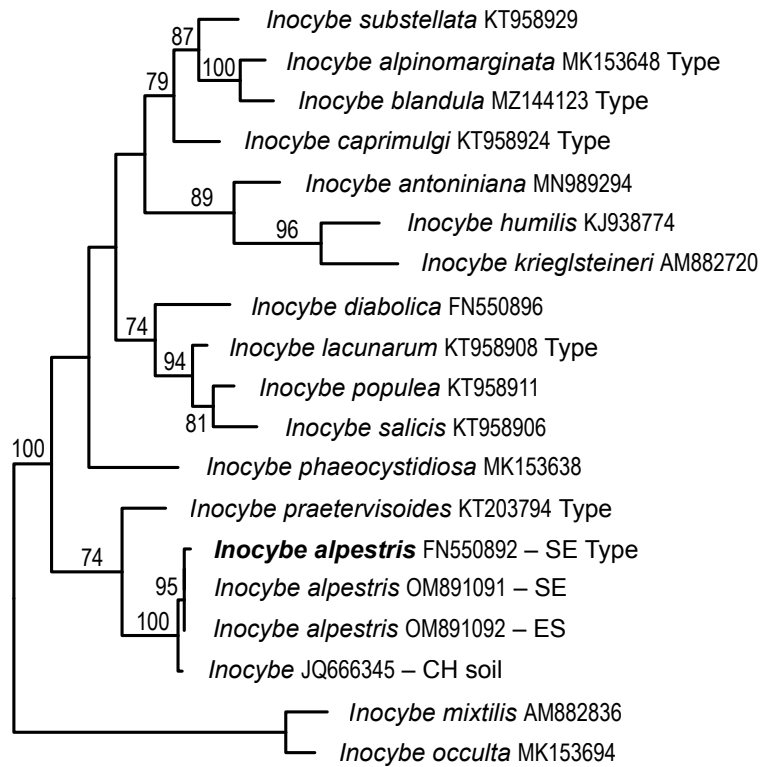 Inocybe substellata KT958929
87
100
Inocybe alpinomarginata MK153648 Type
79
Inocybe blandula MZ144123 Type
Inocybe caprimulgi KT958924 Type
Inocybe antoniniana MN989294
89
Inocybe humilis KJ938774
96
Inocybe krieglsteineri AM882720
Inocybe diabolica FN550896
74
Inocybe lacunarum KT958908 Type
94
Inocybe populea KT958911
81
Inocybe salicis KT958906
100
Inocybe phaeocystidiosa MK153638
Inocybe praetervisoides KT203794 Type
74
Inocybe alpestris FN550892 – SE Type
95
Inocybe alpestris OM891091 – SE
100
Inocybe alpestris OM891092 – ES
Inocybe JQ666345 – CH soil
Inocybe mixtilis AM882836
Inocybe occulta MK153694